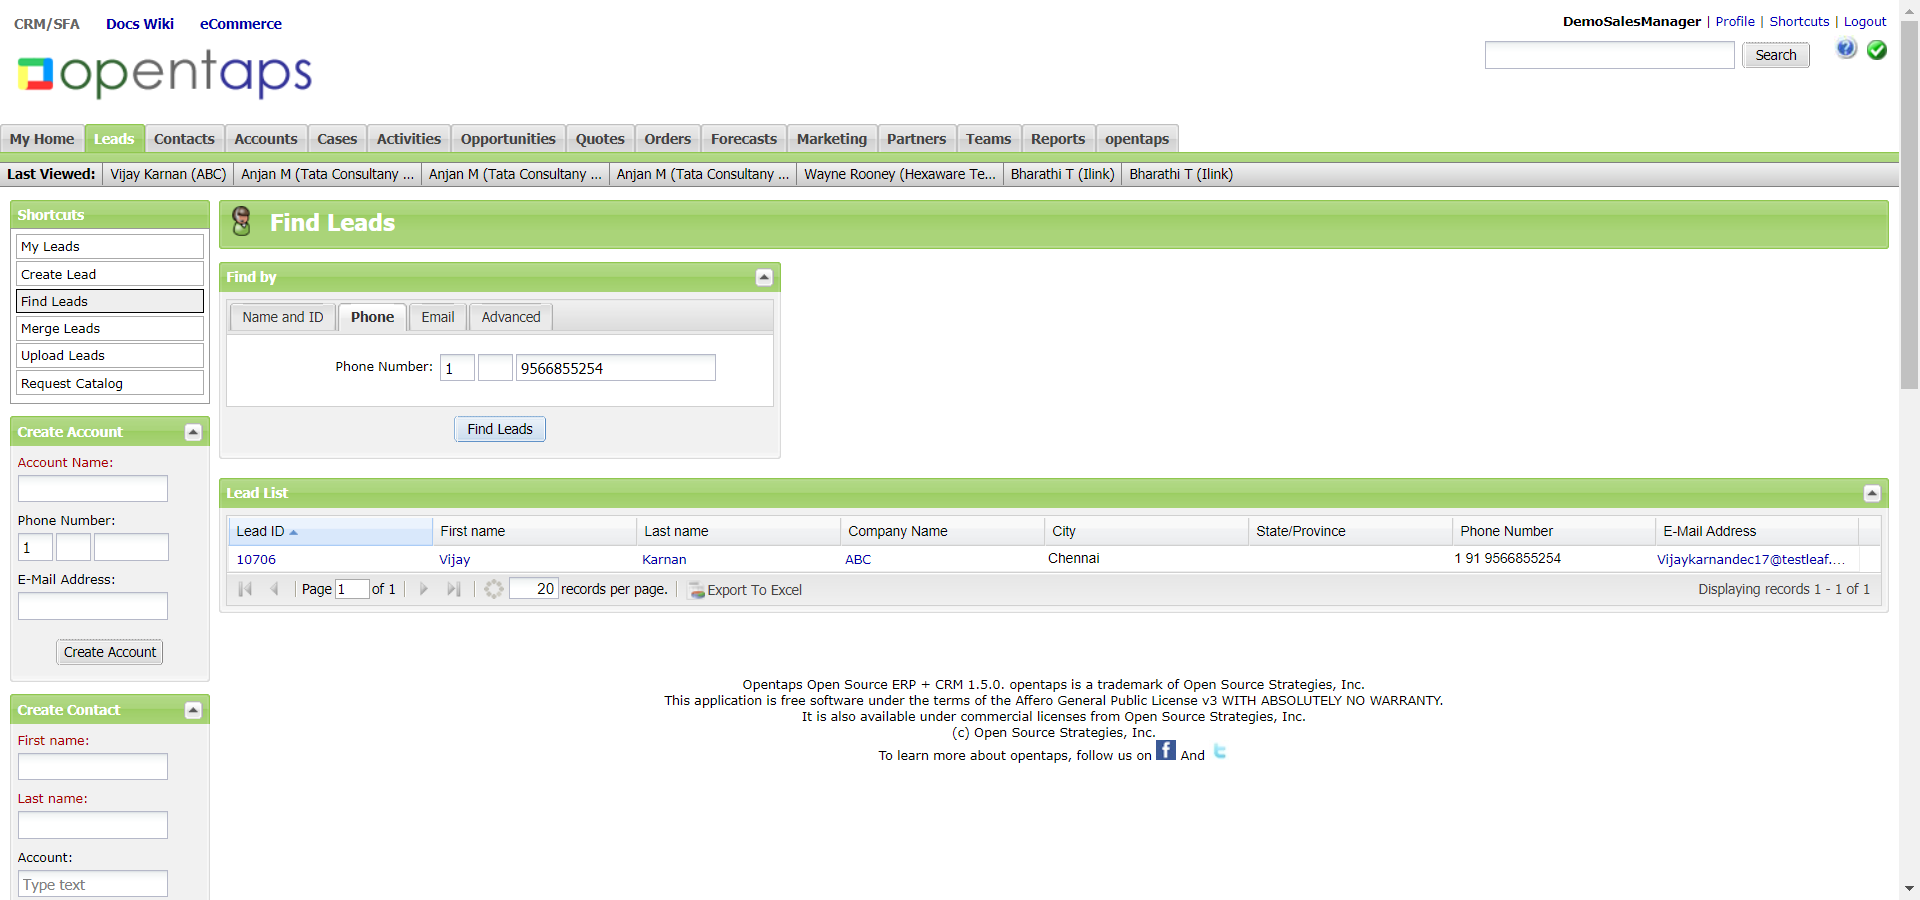 CRM/SFA Docs Wiki eCommerce
DemoSalesManager | Profile | Shortcuts | Logout
Search
opentaps
My Home Leads Contacts Accounts Cases Activities Opportunities Quotes Orders Forecasts Marketing Partners Teams Reports opentaps
Last Viewed: Vijay Karnan (ABC) Anjan M (Tata Consultany ... Anjan M (Tata Consultany ... Anjan M (Tata Consultany ... Wayne Rooney (Hexaware Te... Bharathi T (Ilink) Bharathi T (Ilink)
Shortcuts
My Leads
Create Lead
Find Leads
Merge Leads
Upload Leads
Request Catalog
Create Account
Account Name:
Phone Number:
1
E-Mail Address:
Create Account
Create Contact
First name:
Last name:
Account:
Type text
Find Leads
Find by
Name and ID Phone Email Advanced
Phone Number: 1 9566855254
Find Leads
Lead List
Lead ID First name Last name Company Name City State/Province Phone Number E-Mail Address
10706 Vijay Karnan ABC Chennai 1 91 9566855254 Vijaykarnandec17@testleaf....
Page 1 of 1 20 records per page. Export To Excel Displaying records 1 - 1 of 1
Opentaps Open Source ERP + CRM 1.5.0. opentaps is a trademark of Open Source Strategies, Inc.
This application is free software under the terms of the Affero General Public License v3 WITH ABSOLUTELY NO WARRANTY.
It is also available under commercial licenses from Open Source Strategies, Inc.
(c) Open Source Strategies, Inc.
To learn more about opentaps, follow us on f And t